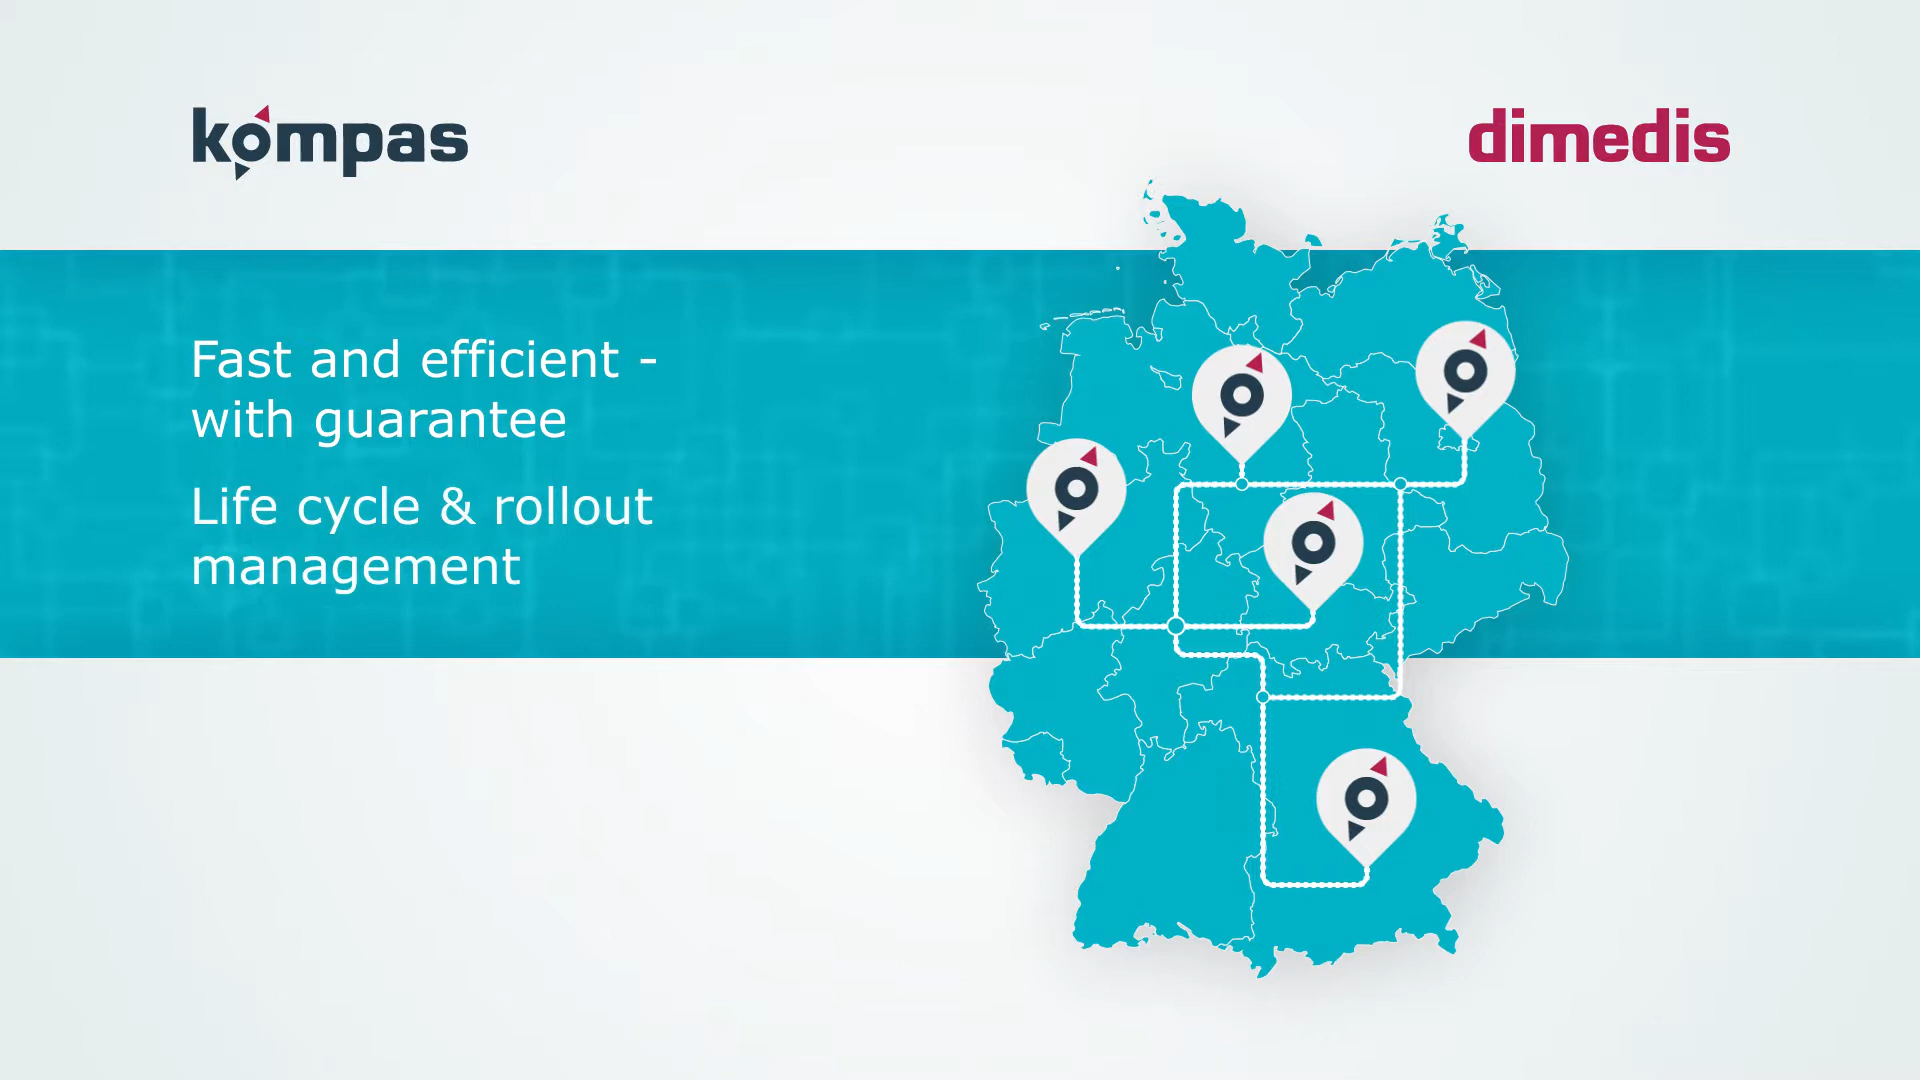 kompas
dimedis
Fast and efficient -
with guarantee
Life cycle & rollout
management